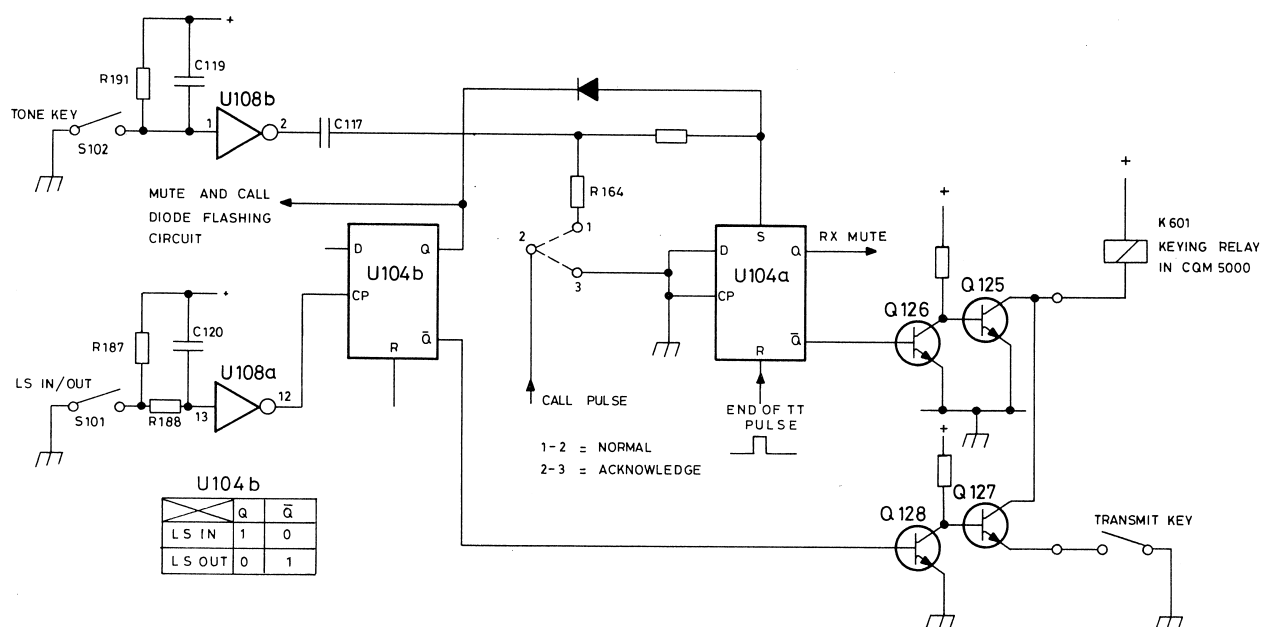 +
R191
C119
U108b
TONE KEY
1
2
C117
S102
R164
MUTE AND CALL
DIODE FLASHING
CIRCUIT
1
2
3
D
Q
U104b
CP
Q̄
R
D
S
Q
U104a
CP
Q̄
R
RX MUTE
+
K601
KEYING RELAY
IN CQM 5000
+
Q126
Q125
+
R187
C120
U108a
LS IN/OUT
12
13
S101
R188
CALL PULSE
1-2 = NORMAL
2-3 = ACKNOWLEDGE
END OF TT
PULSE
+
Q128
Q127
TRANSMIT KEY
U104b
Q Q̄
LS IN 1 0
LS OUT 0 1